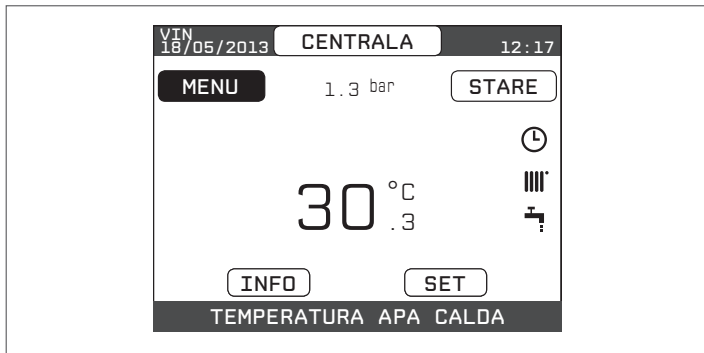 VIN
18/05/2013 CENTRALA 12:17
MENU 1.3 bar STARE
30.3 °C
INFO SET
TEMPERATURA APA CALDA